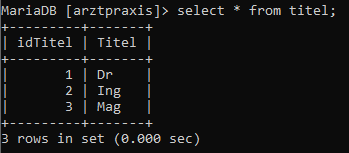 MariaDB [arztpraxis]> select * from titel;
+---------+-------+
| idTitel | Titel |
+---------+-------+
|       1 | Dr    |
|       2 | Ing   |
|       3 | Mag   |
+---------+-------+
3 rows in set (0.000 sec)